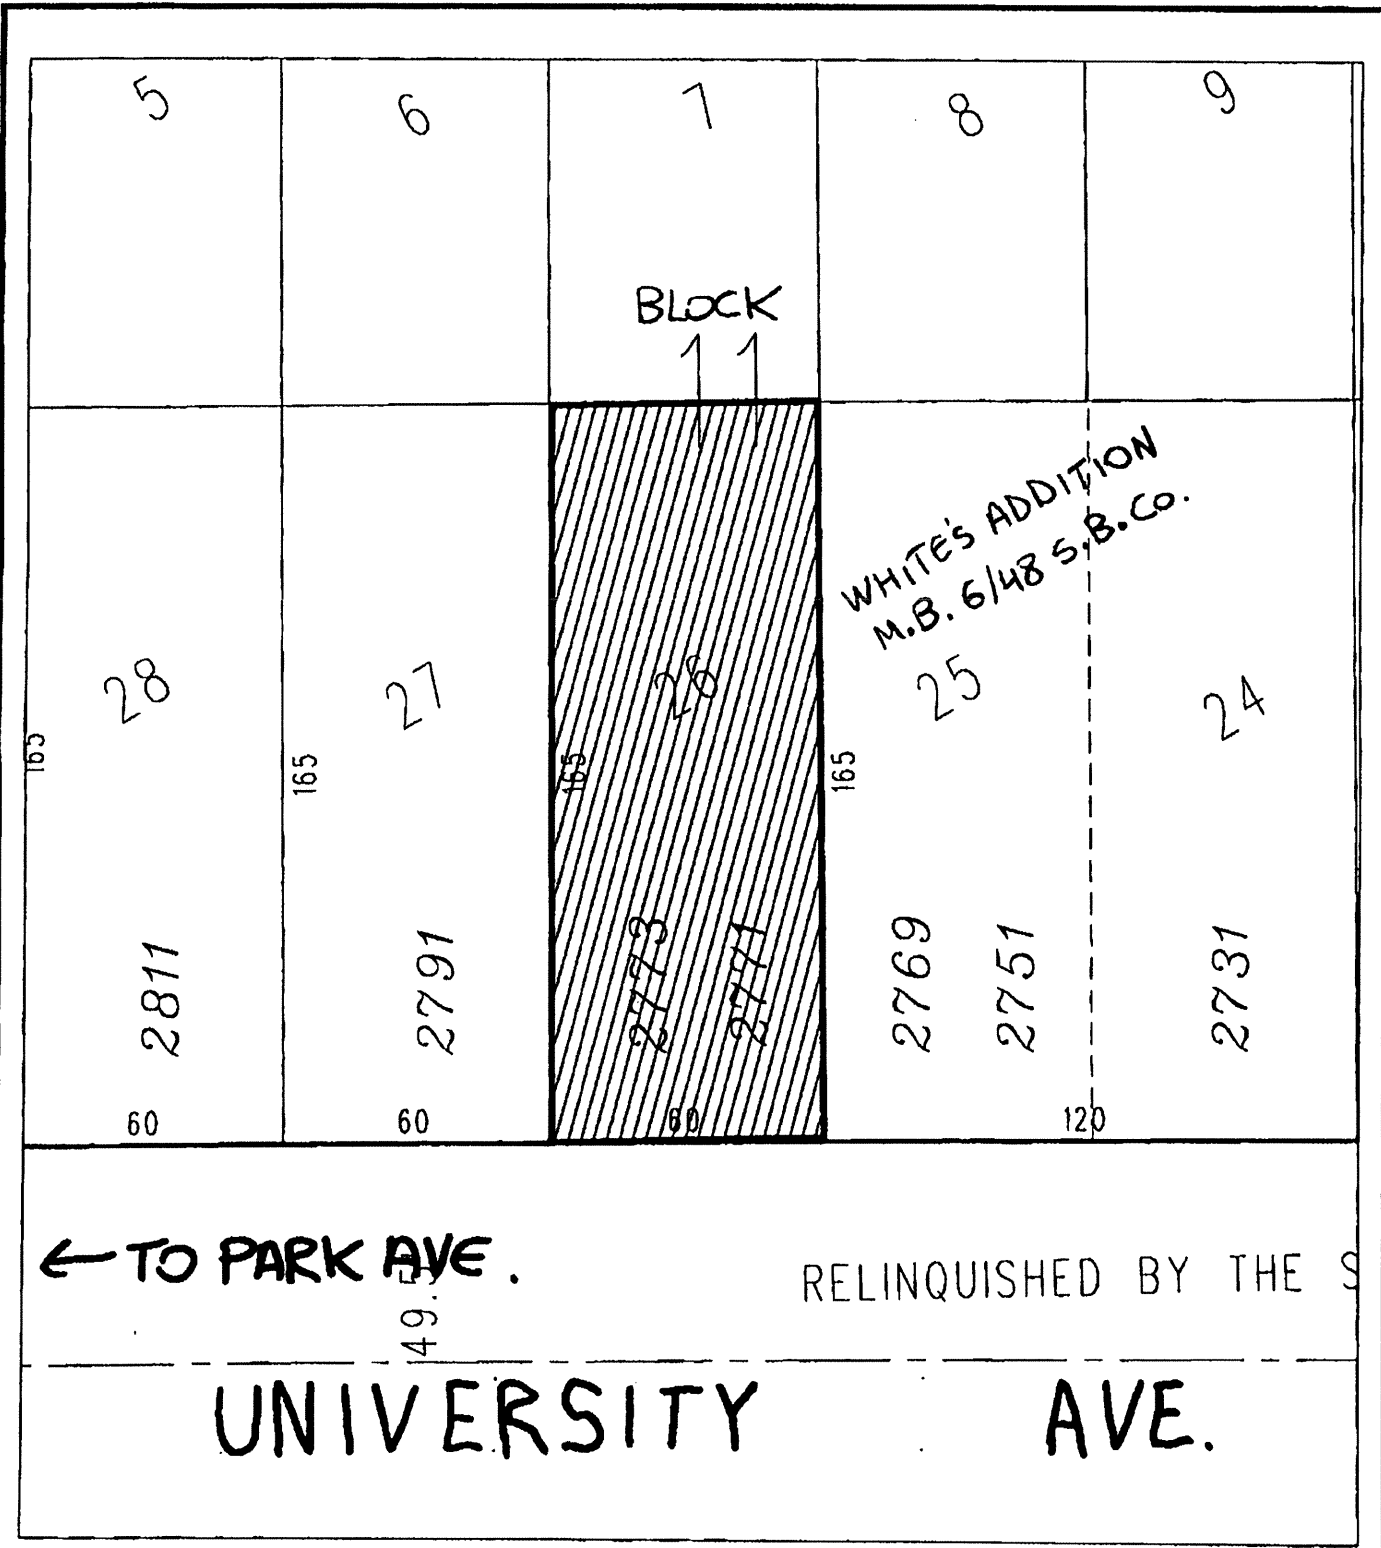 5 6 7 8 9
BLOCK
11
WHITE'S ADDITION
M.B. 6/48 S.B.CO.
28 27 26 25 24
165 165 165 165
2811 2791 2773 2771 2769 2751 2731
60 60 60 120
← TO PARK AVE.
49.5
RELINQUISHED BY THE S
UNIVERSITY AVE.